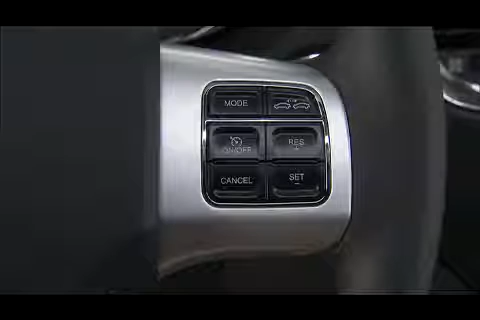 MODE
ON/OFF
RES
+
CANCEL
SET
−